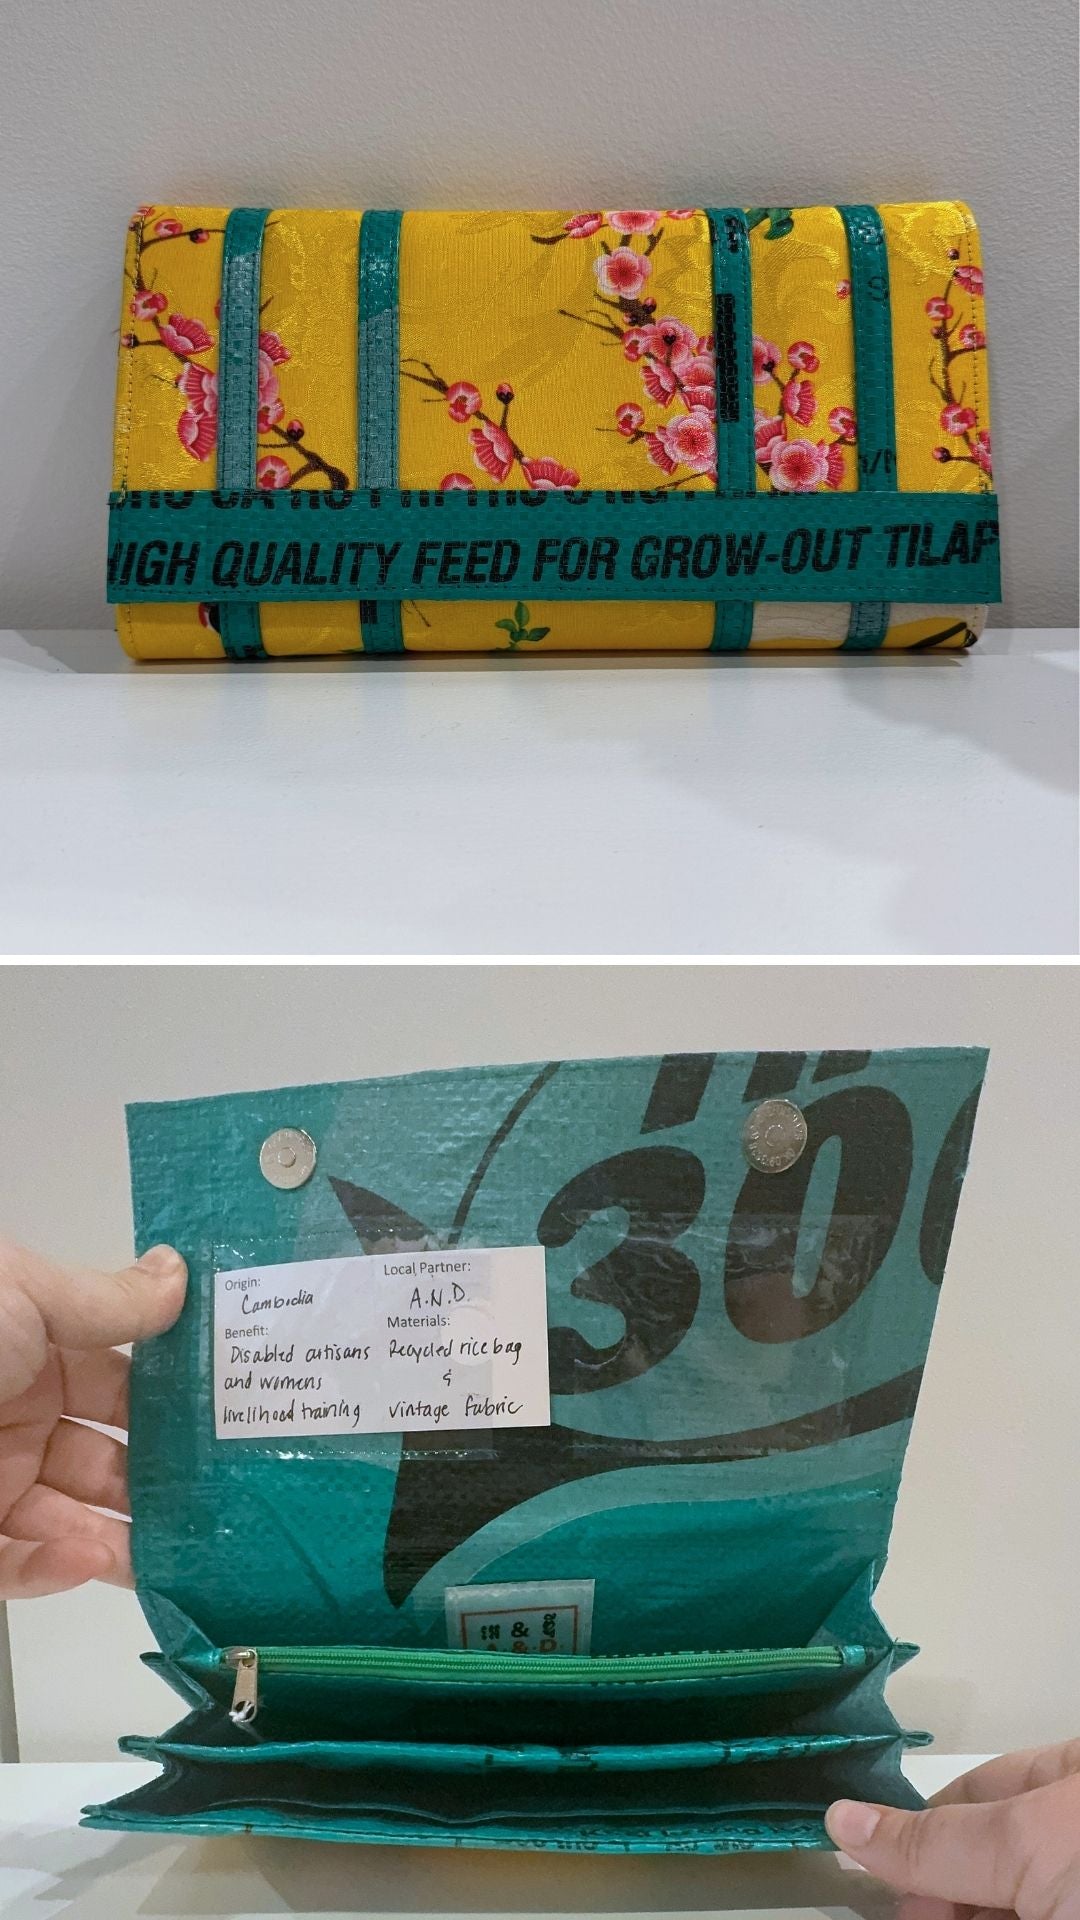 HIGH QUALITY FEED FOR GROW-OUT TILAP
300
Origin:
Cambodia
Local Partner:
A.N.D.
Benefit:
Disabled artisans
and womens
livelihood training
Materials:
Recycled rice bag
&
vintage fabric
&